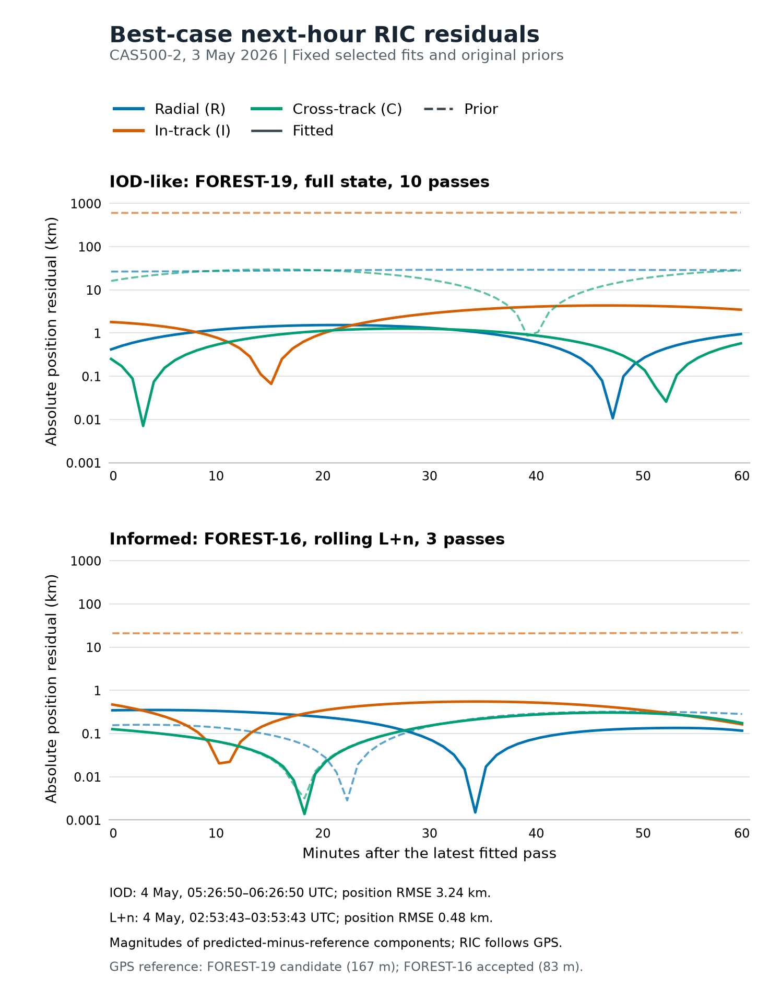 Best-case next-hour RIC residuals
CAS500-2, 3 May 2026 | Fixed selected fits and original priors
Radial (R)
Cross-track (C)
Prior
In-track (I)
Fitted
IOD-like: FOREST-19, full state, 10 passes
Absolute position residual (km)
1000
100
10
1
0.1
0.01
0.001
0 10 20 30 40 50 60
Informed: FOREST-16, rolling L+n, 3 passes
Absolute position residual (km)
1000
100
10
1
0.1
0.01
0.001
0 10 20 30 40 50 60
Minutes after the latest fitted pass
IOD: 4 May, 05:26:50–06:26:50 UTC; position RMSE 3.24 km.
L+n: 4 May, 02:53:43–03:53:43 UTC; position RMSE 0.48 km.
Magnitudes of predicted-minus-reference components; RIC follows GPS.
GPS reference: FOREST-19 candidate (167 m); FOREST-16 accepted (83 m).